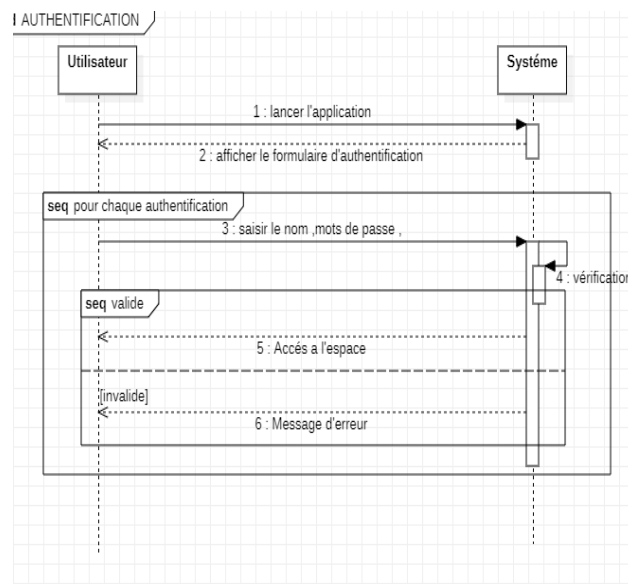 AUTHENTIFICATION
Utilisateur
Systéme
1 : lancer l'application
2 : afficher le formulaire d'authentification
seq pour chaque authentification
3 : saisir le nom ,mots de passe ,
4 : vérification
seq valide
5 : Accés a l'espace
[invalide]
6 : Message d'erreur